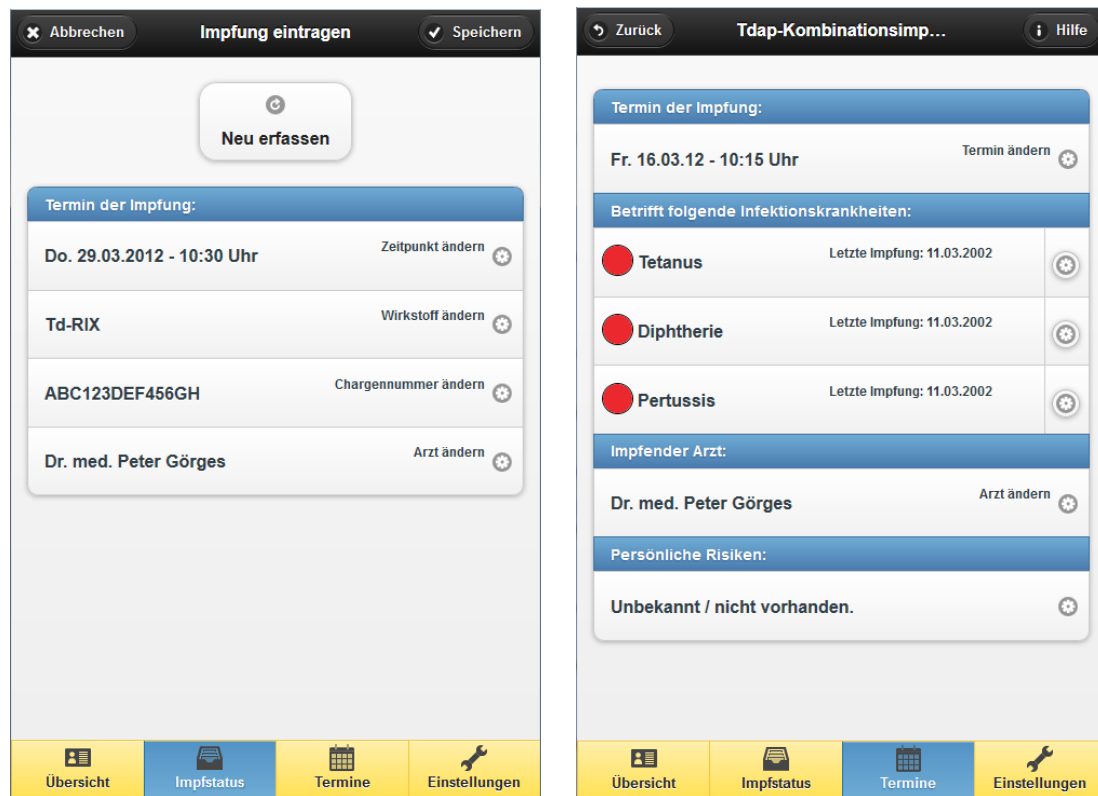 Abbrechen
Impfung eintragen
Speichern
Neu erfassen
Termin der Impfung:
Do. 29.03.2012 - 10:30 Uhr
Zeitpunkt ändern
Td-RIX
Wirkstoff ändern
ABC123DEF456GH
Chargennummer ändern
Dr. med. Peter Görges
Arzt ändern
Übersicht
Impfstatus
Termine
Einstellungen
Zurück
Tdap-Kombinationsimp...
Hilfe
Termin der Impfung:
Fr. 16.03.12 - 10:15 Uhr
Termin ändern
Betrifft folgende Infektionskrankheiten:
Tetanus
Letzte Impfung: 11.03.2002
Diphtherie
Letzte Impfung: 11.03.2002
Pertussis
Letzte Impfung: 11.03.2002
Impfender Arzt:
Dr. med. Peter Görges
Arzt ändern
Persönliche Risiken:
Unbekannt / nicht vorhanden.
Übersicht
Impfstatus
Termine
Einstellungen